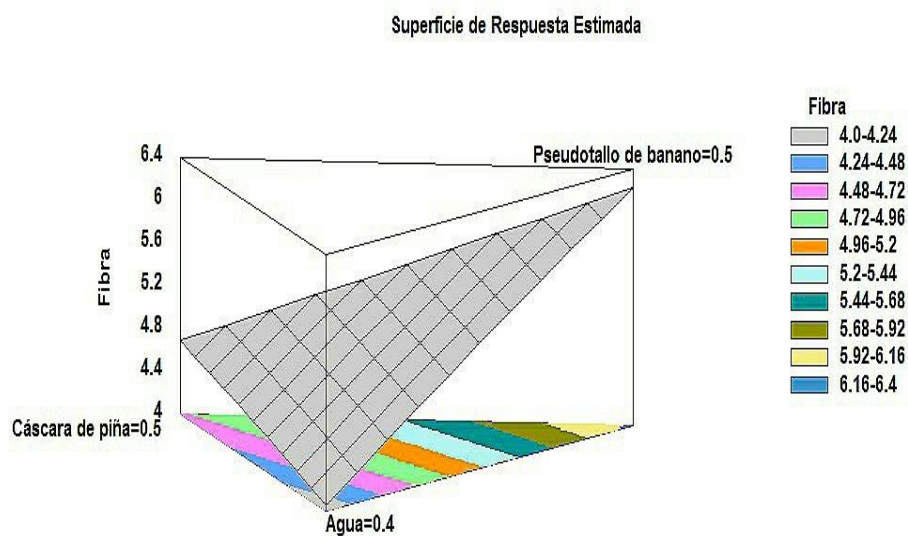 Superficie de Respuesta Estimada
Fibra
4.0-4.24
4.24-4.48
4.48-4.72
4.72-4.96
4.96-5.2
5.2-5.44
5.44-5.68
5.68-5.92
5.92-6.16
6.16-6.4
Pseudotallo de banano=0.5
6.4
6
5.6
5.2
4.8
4.4
4
Fibra
Cáscara de piña=0.5
Agua=0.4